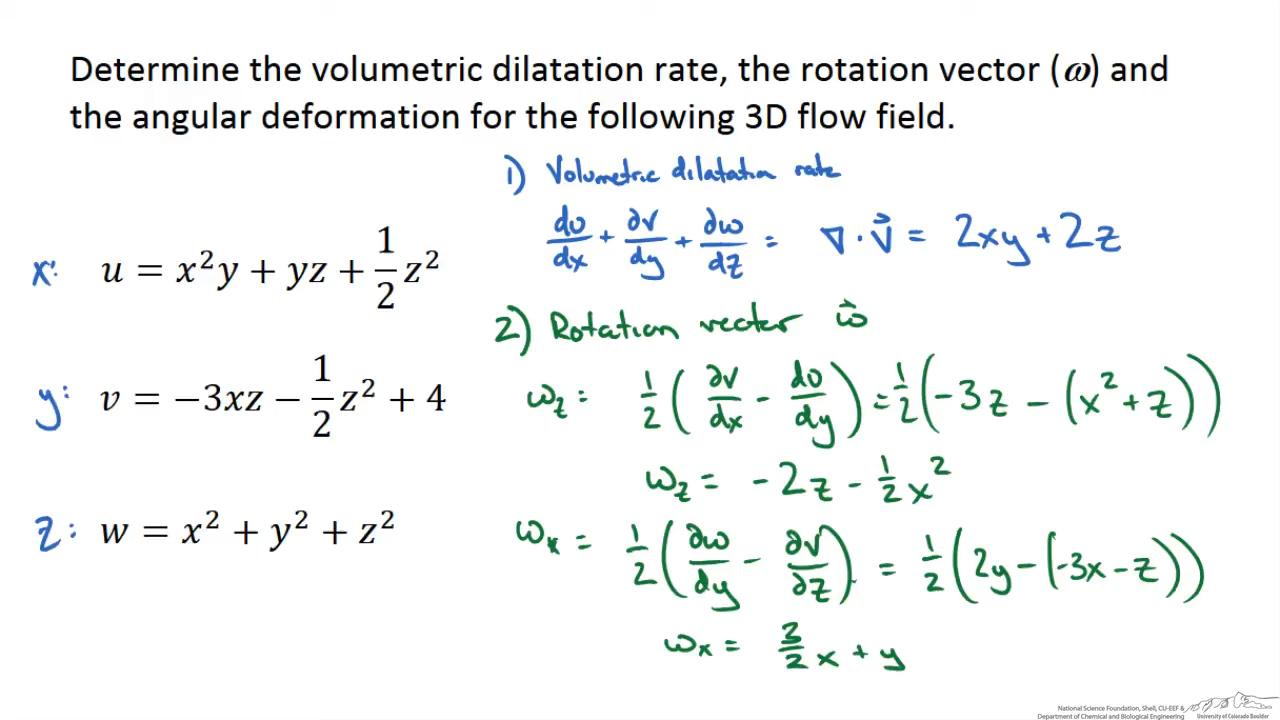 Determine the volumetric dilatation rate, the rotation vector (ω) and
the angular deformation for the following 3D flow field.
x: u = x²y + yz + 1/2 z²
y: v = −3xz − 1/2 z² + 4
z: w = x² + y² + z²
1) Volumetric dilatation rate
du/dx + ∂v/dy + ∂w/dz = ∇ · V⃗ = 2xy + 2z
2) Rotation vector ω⃗
ωz = 1/2 (∂v/dx − du/dy) = 1/2 (−3z − (x² + z))
ωz = −2z − 1/2 x²
ωx = 1/2 (∂w/dy − ∂v/∂z) = 1/2 (2y − (−3x − z))
ωx = 3/2 x + y
National Science Foundation, Shell, CU-EEF &
Department of Chemical and Biological Engineering
University of Colorado Boulder